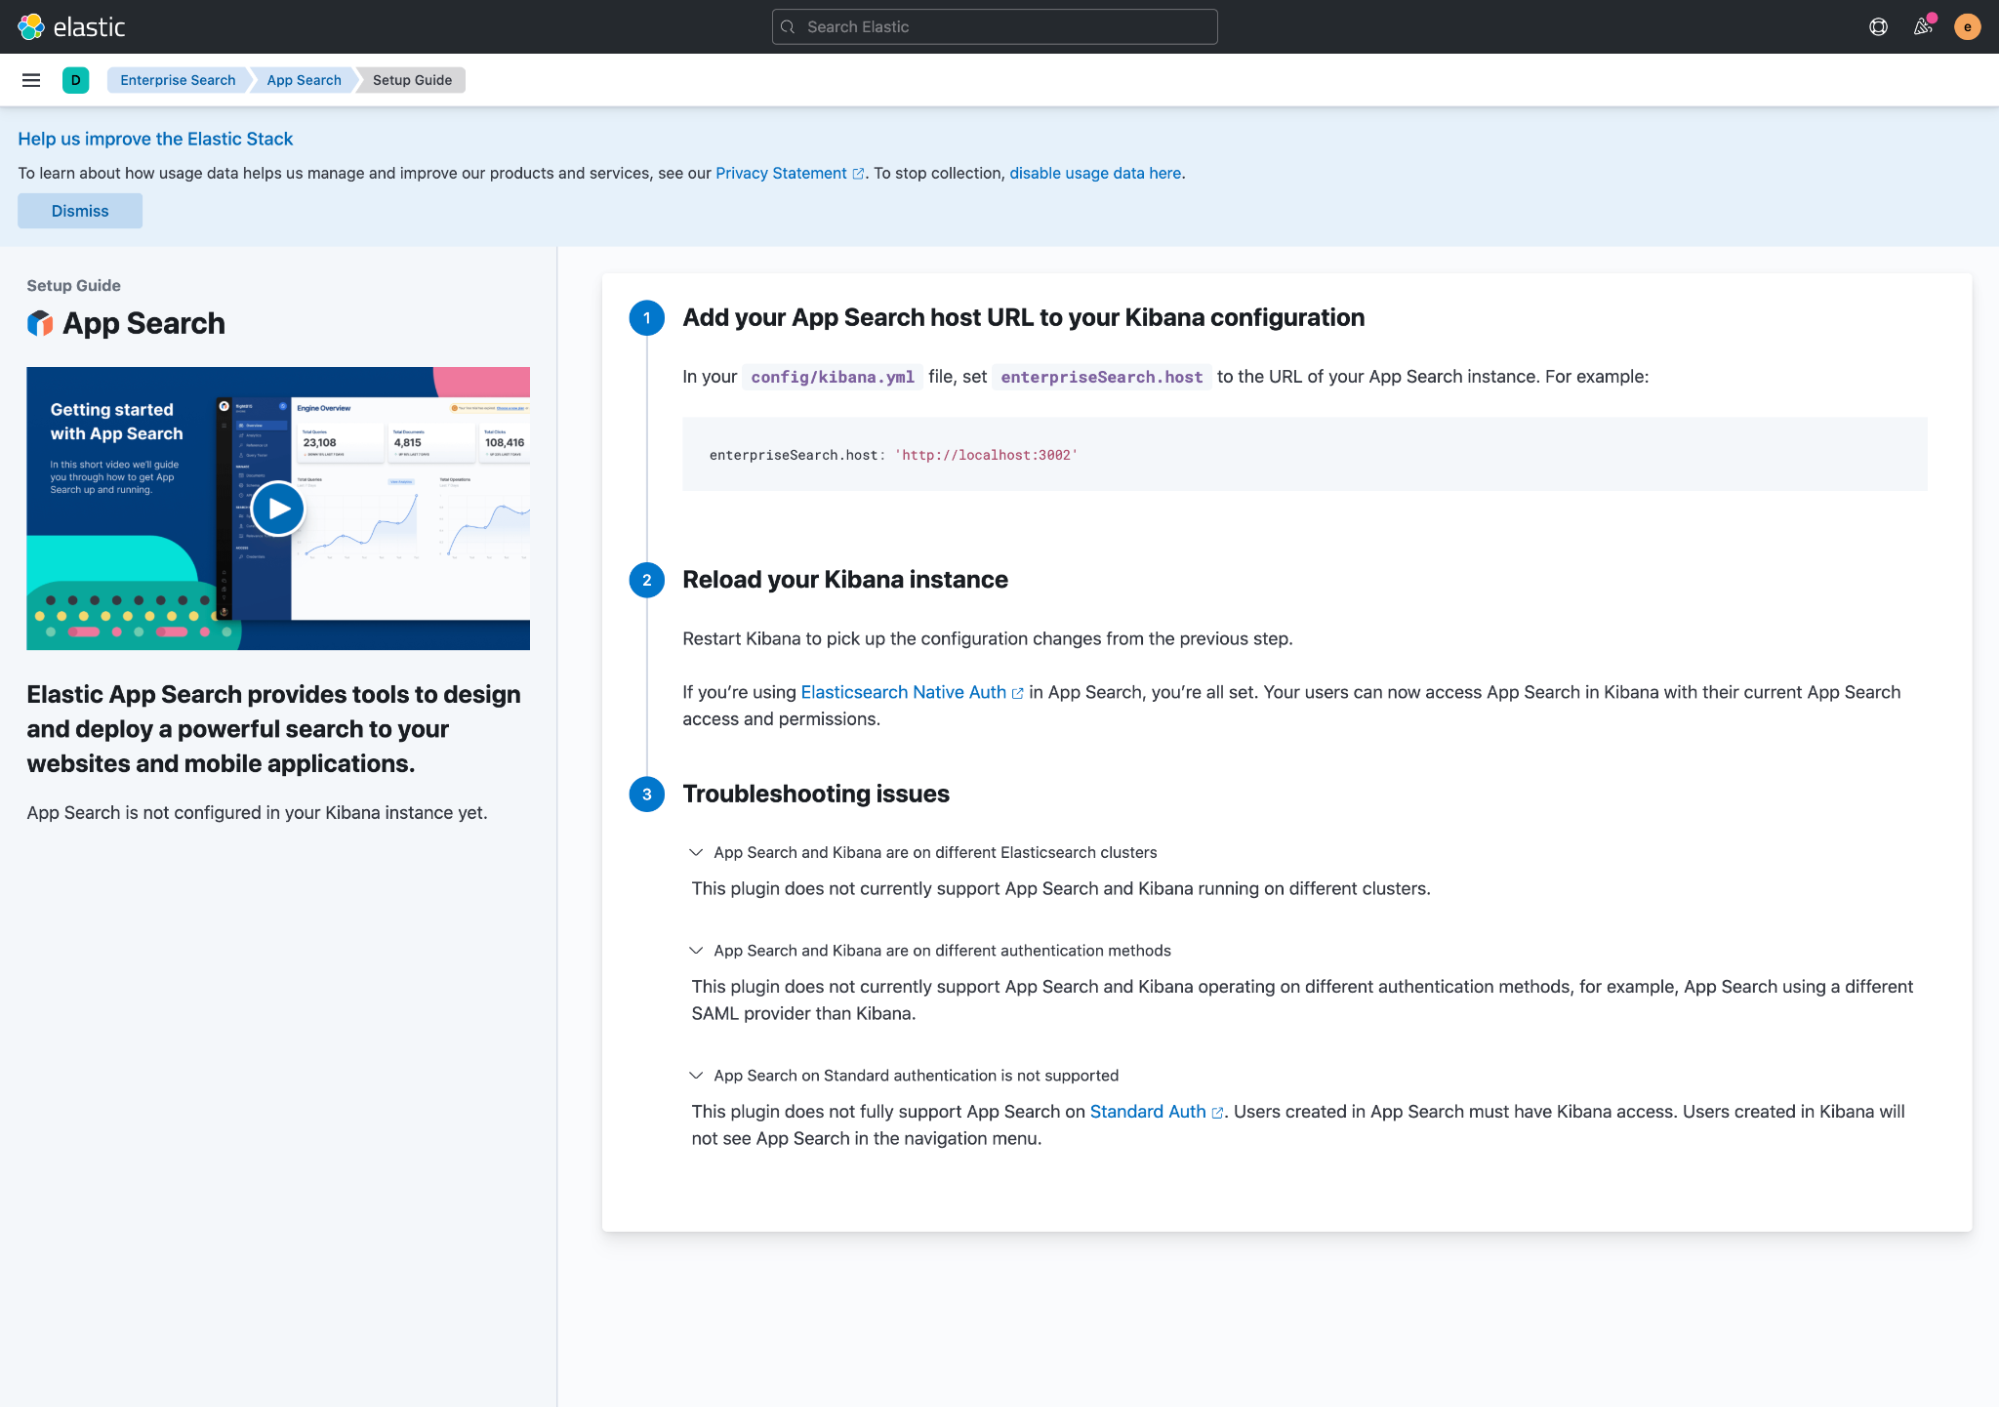 elastic
Search Elastic
e
D
Enterprise Search
App Search
Setup Guide
Help us improve the Elastic Stack
To learn about how usage data helps us manage and improve our products and services, see our Privacy Statement. To stop collection, disable usage data here.
Dismiss
Setup Guide
App Search
Getting started
with App Search
In this short video we'll guide
you through how to get App
Search up and running.
Engine Overview
Total Queries
23,108
Total Documents
4,815
Total Clicks
108,416
Total Queries
Total Operations
Elastic App Search provides tools to design
and deploy a powerful search to your
websites and mobile applications.
App Search is not configured in your Kibana instance yet.
1
Add your App Search host URL to your Kibana configuration
In your config/kibana.yml file, set enterpriseSearch.host to the URL of your App Search instance. For example:
enterpriseSearch.host: 'http://localhost:3002'
2
Reload your Kibana instance
Restart Kibana to pick up the configuration changes from the previous step.
If you’re using Elasticsearch Native Auth in App Search, you’re all set. Your users can now access App Search in Kibana with their current App Search
access and permissions.
3
Troubleshooting issues
App Search and Kibana are on different Elasticsearch clusters
This plugin does not currently support App Search and Kibana running on different clusters.
App Search and Kibana are on different authentication methods
This plugin does not currently support App Search and Kibana operating on different authentication methods, for example, App Search using a different
SAML provider than Kibana.
App Search on Standard authentication is not supported
This plugin does not fully support App Search on Standard Auth. Users created in App Search must have Kibana access. Users created in Kibana will
not see App Search in the navigation menu.